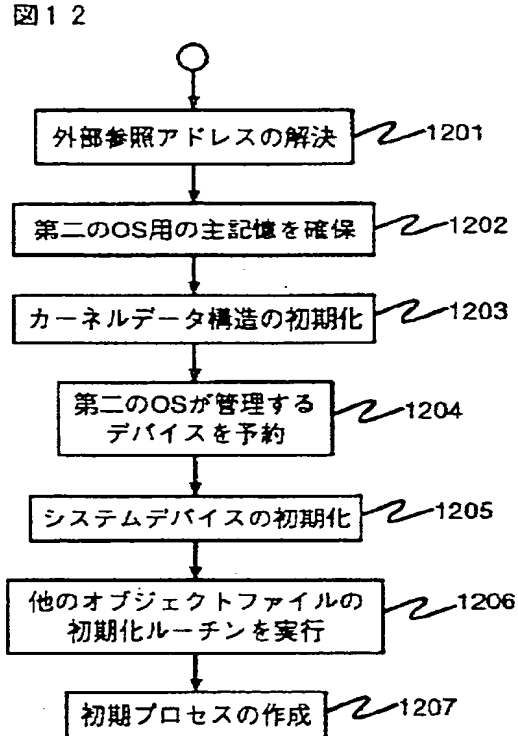 図12
外部参照アドレスの解決
1201
第二のOS用の主記憶を確保
1202
カーネルデータ構造の初期化
1203
第二のOSが管理する
デバイスを予約
1204
システムデバイスの初期化
1205
他のオブジェクトファイルの
初期化ルーチンを実行
1206
初期プロセスの作成
1207